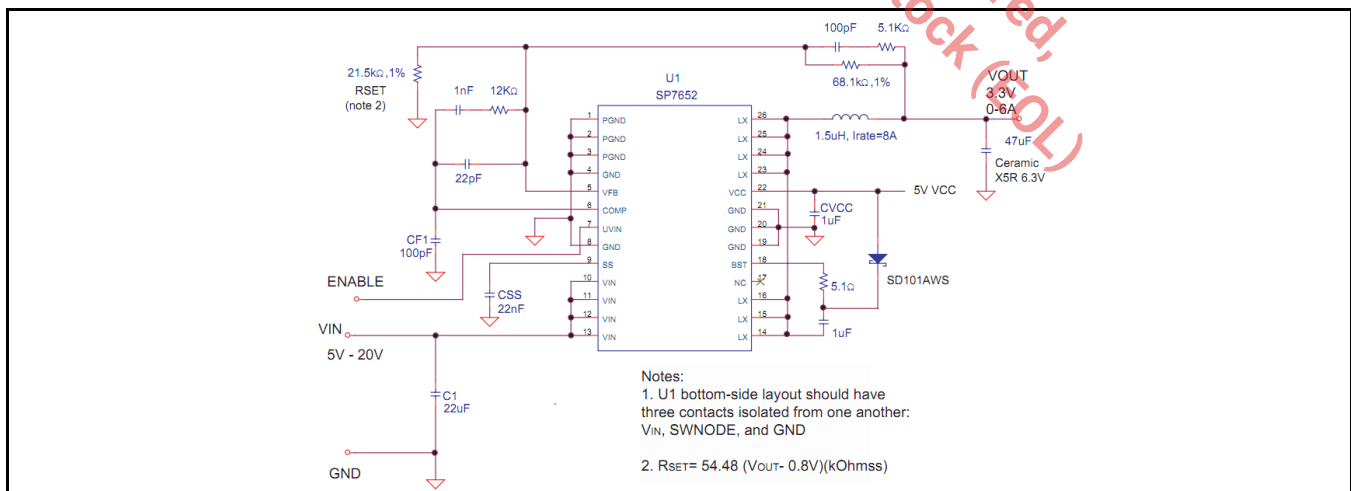 red,
ock (EOL)
100pF
5.1KΩ
21.5kΩ,1%
RSET
(note 2)
1nF
12KΩ
U1
SP7652
68.1kΩ,1%
VOUT
3.3V
0-6A
1 PGND
2 PGND
3 PGND
4 GND
5 VFB
6 COMP
7 UVIN
8 GND
9 SS
10 VIN
11 VIN
12 VIN
13 VIN
LX 26
LX 25
LX 24
LX 23
VCC 22
GND 21
GND 20
GND 19
BST 18
NC 17
LX 16
LX 15
LX 14
1.5uH, Irate=8A
47uF
Ceramic
X5R 6.3V
22pF
5V VCC
CVCC
1uF
CF1
100pF
SD101AWS
5.1Ω
1uF
ENABLE
CSS
22nF
VIN
5V - 20V
C1
22uF
GND
Notes:
1. U1 bottom-side layout should have
three contacts isolated from one another:
VIN, SWNODE, and GND
2. RSET= 54.48 (VOUT- 0.8V)(kOhmss)